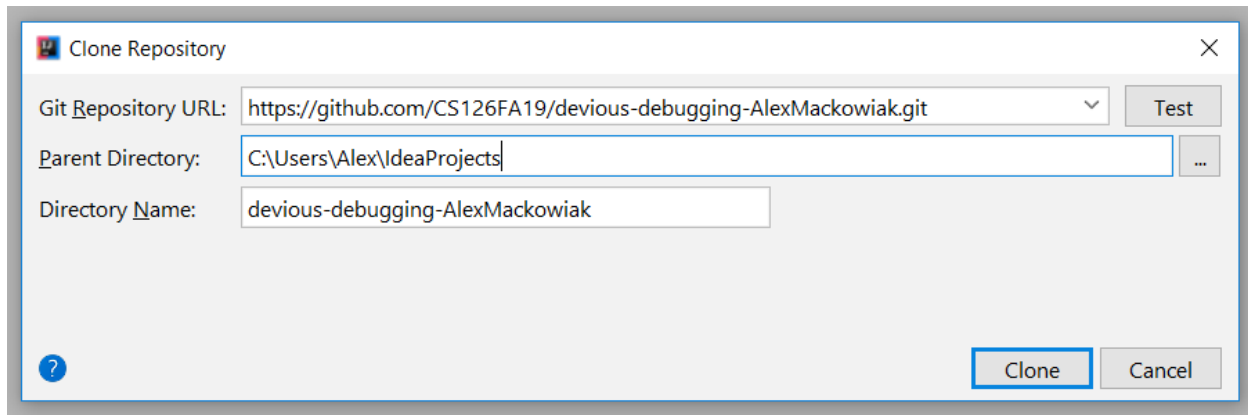 Clone Repository
Git Repository URL: https://github.com/CS126FA19/devious-debugging-AlexMackowiak.git Test
Parent Directory: C:\Users\Alex\IdeaProjects ...
Directory Name: devious-debugging-AlexMackowiak
? Clone Cancel